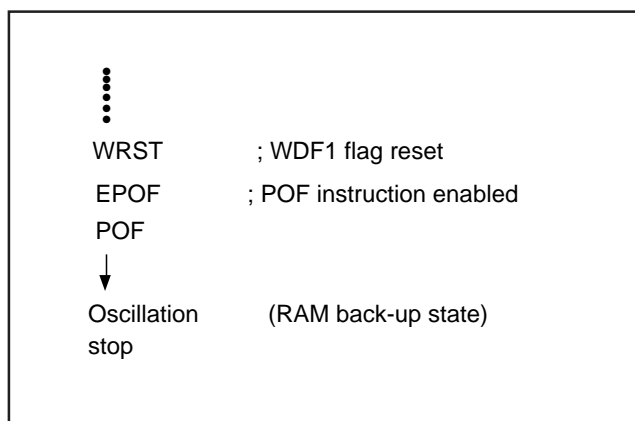 WRST ; WDF1 flag reset
EPOF ; POF instruction enabled
POF
Oscillation (RAM back-up state)
stop